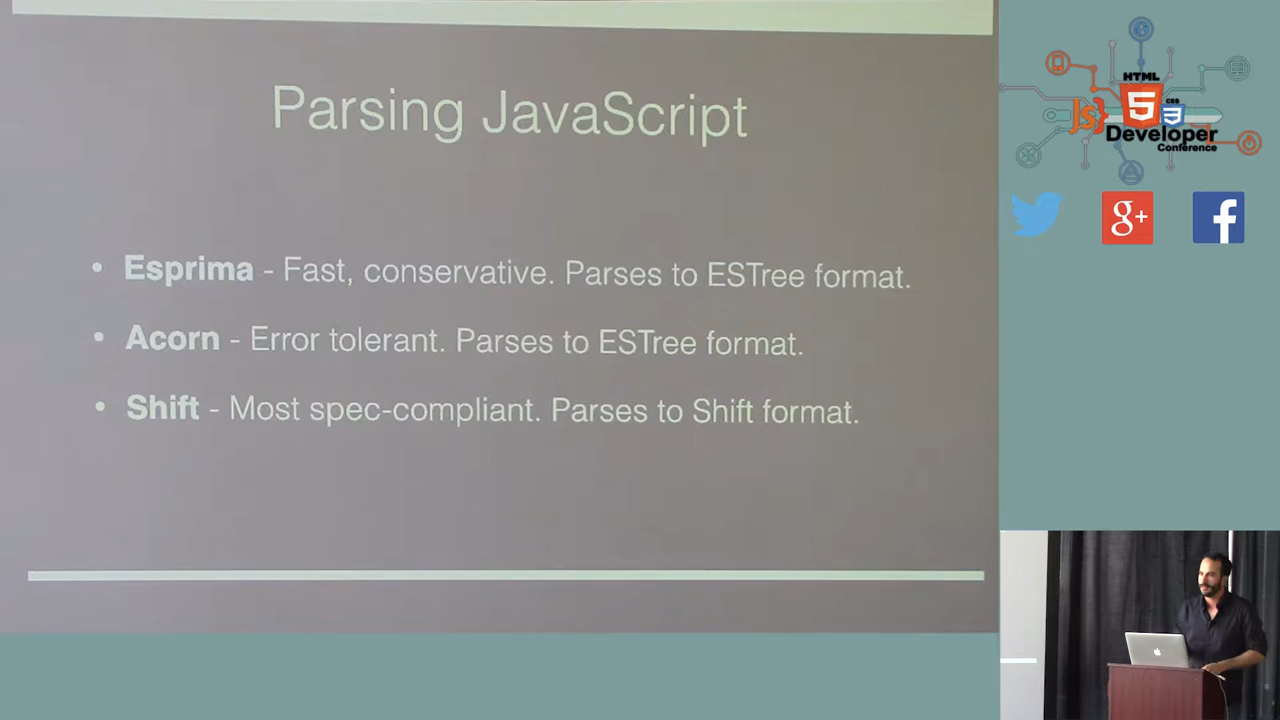 Parsing JavaScript
• Esprima - Fast, conservative. Parses to ESTree format.
• Acorn - Error tolerant. Parses to ESTree format.
• Shift - Most spec-compliant. Parses to Shift format.
HTML
5
css
3
JS}
Developer
Conference
g+
f